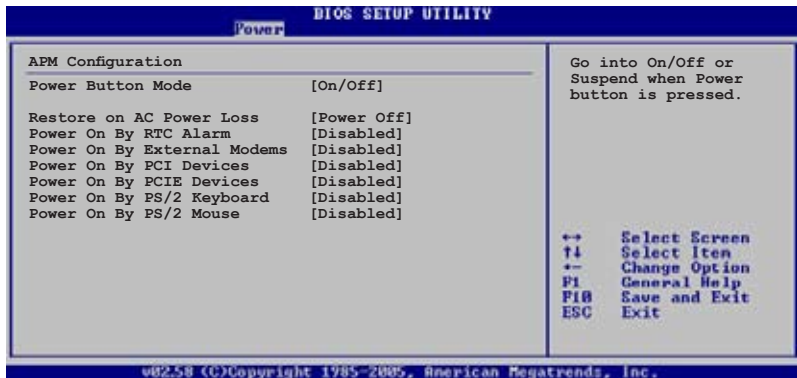 BIOS SETUP UTILITY
Power
APM Configuration
Power Button Mode [On/Off]
Restore on AC Power Loss [Power Off]
Power On By RTC Alarm [Disabled]
Power On By External Modems [Disabled]
Power On By PCI Devices [Disabled]
Power On By PCIE Devices [Disabled]
Power On By PS/2 Keyboard [Disabled]
Power On By PS/2 Mouse [Disabled]
Go into On/Off or
Suspend when Power
button is pressed.
↔ Select Screen
↑↓ Select Item
+- Change Option
F1 General Help
F10 Save and Exit
ESC Exit
v02.58 (C)Copyright 1985-2005, American Megatrends, Inc.